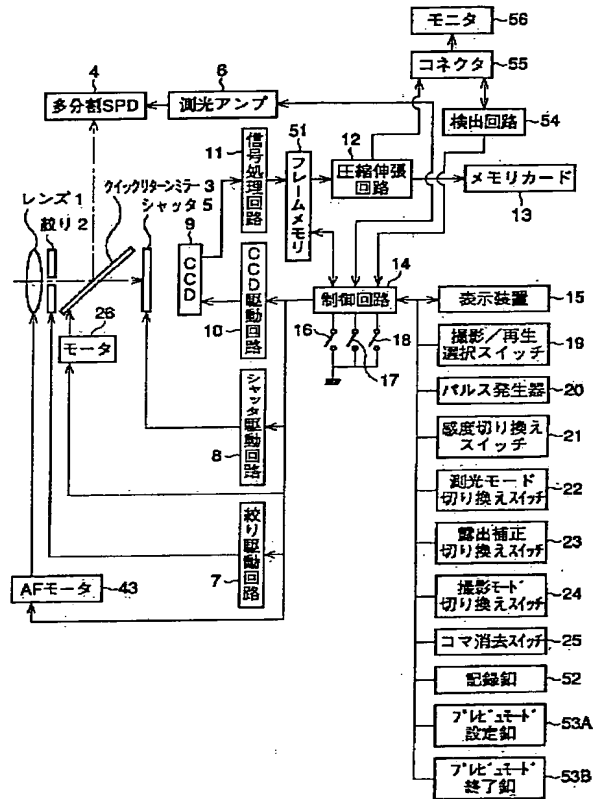 モニタ 56
コネクタ 55
4
多分割SPD
6
測光アンプ
検出回路 54
11
信号処理回路
51
フレームメモリ
12
圧縮伸張
回路
メモリカード
13
レンズ 1
絞り 2
クイックリターンミラー 3
シャッタ 5
9
CCD
CCD駆動回路
10
14
制御回路
16
17
18
26
モータ
シャッタ駆動回路
8
絞り駆動回路
7
AFモータ 43
表示装置 15
撮影/再生
選択スイッチ 19
パルス発生器 20
感度切り換え
スイッチ 21
測光モード
切り換えスイッチ 22
露出補正
切り換えスイッチ 23
撮影モード
切り換えスイッチ 24
コマ消去スイッチ 25
記録釦 52
プレビュモード
設定釦 53A
プレビュモード
終了釦 53B